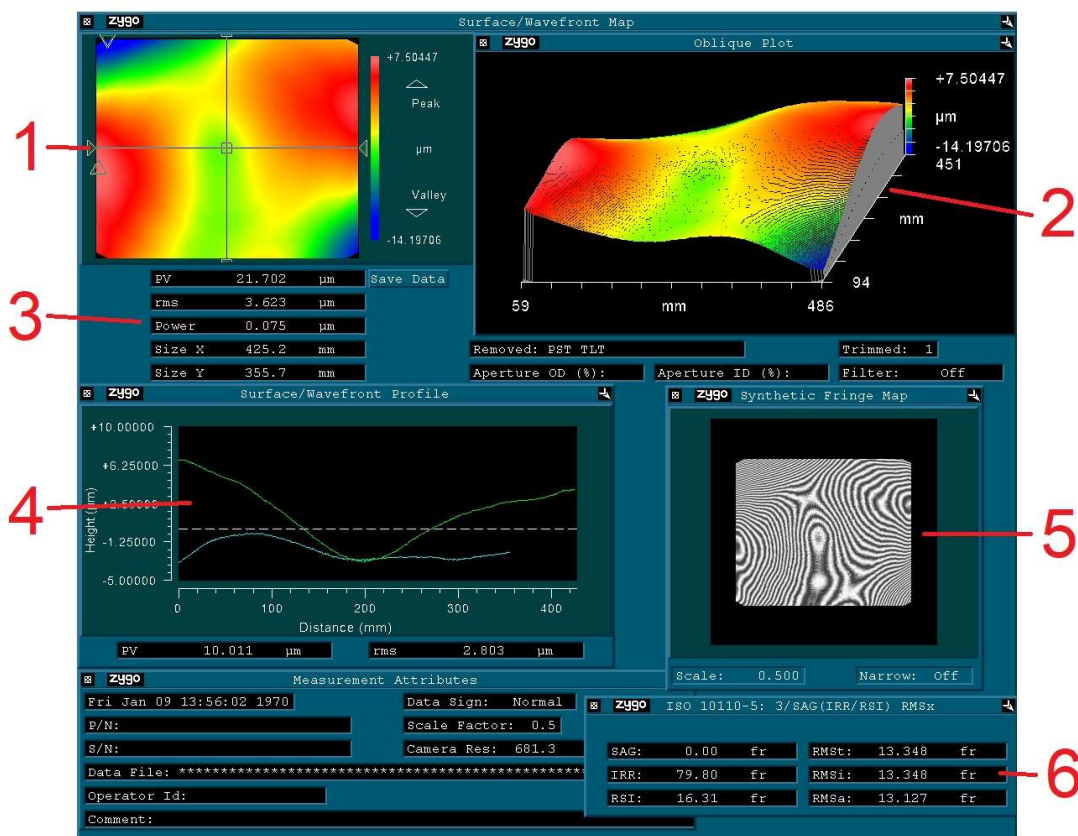 zygo Surface/Wavefront Map
+7.50447
Peak
µm
Valley
-14.19706
zygo Oblique Plot
+7.50447
µm
-14.19706
451
mm
94
59 mm 486
1
2
3
PV 21.702 µm Save Data
rms 3.623 µm
Power 0.075 µm
Size X 425.2 mm
Size Y 355.7 mm
Removed: PST TLT Trimmed: 1
Aperture OD (%): Aperture ID (%): Filter: Off
zygo Surface/Wavefront Profile
+10.00000
+6.25000
+2.50000
-1.25000
-5.00000
Height (µm)
0 100 200 300 400
Distance (mm)
PV 10.011 µm rms 2.803 µm
4
zygo Synthetic Fringe Map
5
Scale: 0.500 Narrow: Off
zygo Measurement Attributes
Fri Jan 09 13:56:02 1970 Data Sign: Normal
P/N: Scale Factor: 0.5
S/N: Camera Res: 681.3
Data File: **************************************************
Operator Id:
Comment:
zygo ISO 10110-5: 3/SAG(IRR/RSI) RMSx
SAG: 0.00 fr RMSt: 13.348 fr
IRR: 79.80 fr RMSi: 13.348 fr
RSI: 16.31 fr RMSa: 13.127 fr
6